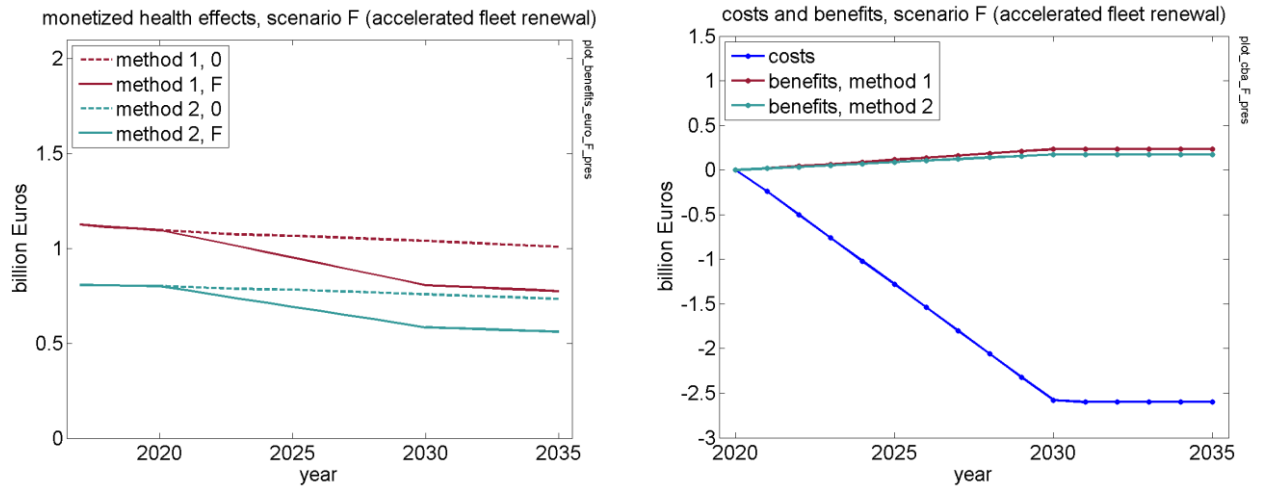 monetized health effects, scenario F (accelerated fleet renewal)
2
1.5
1
0.5
0
billion Euros
method 1, 0
method 1, F
method 2, 0
method 2, F
plot_benefits_euro_F_pres
2020
2025
2030
2035
year
costs and benefits, scenario F (accelerated fleet renewal)
1.5
1
0.5
0
-0.5
-1
-1.5
-2
-2.5
-3
billion Euros
costs
benefits, method 1
benefits, method 2
plot_cba_F_pres
2020
2025
2030
2035
year